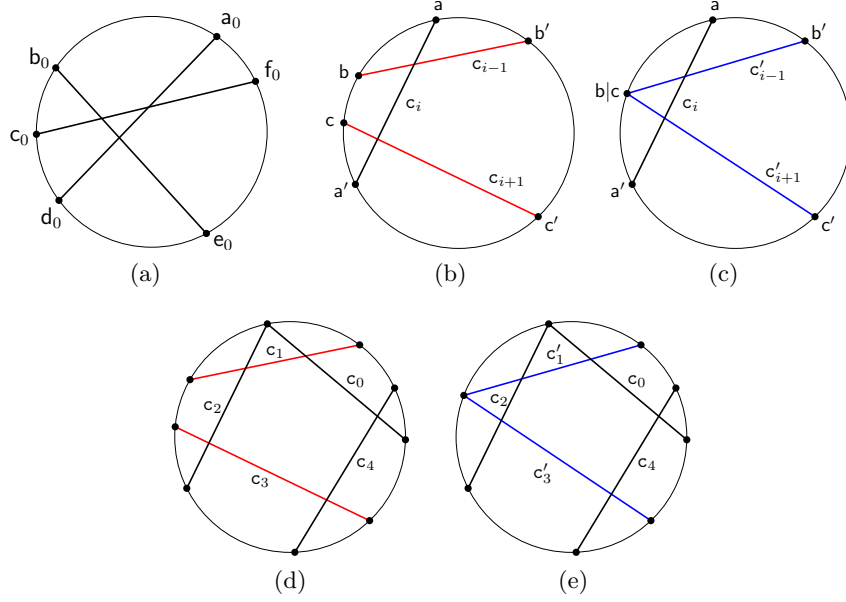 a₀
b₀
f₀
c₀
d₀
e₀
(a)
a
b'
b
cᵢ₋₁
cᵢ
c
cᵢ₊₁
a'
c'
(b)
a
b'
c'ᵢ₋₁
b|c
cᵢ
c'ᵢ₊₁
a'
c'
(c)
c₁
c₀
c₂
c₄
c₃
(d)
c'₁
c₀
c₂
c₄
c'₃
(e)